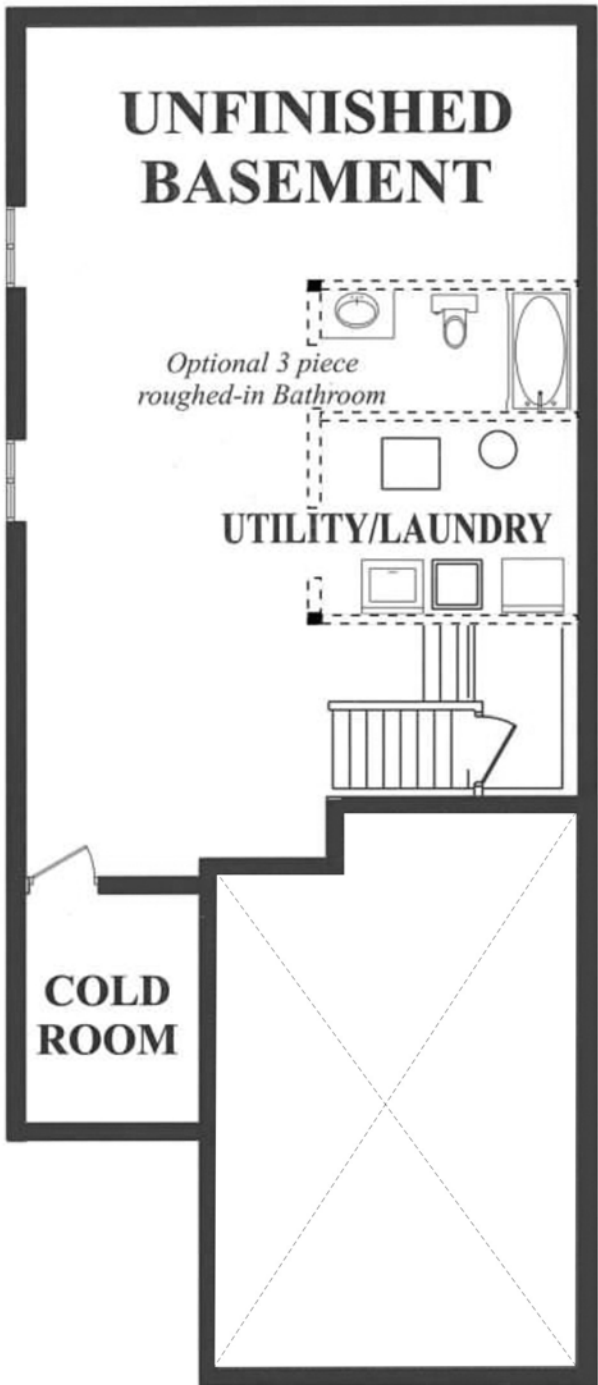 UNFINISHED
BASEMENT
Optional 3 piece
roughed-in Bathroom
UTILITY/LAUNDRY
COLD
ROOM